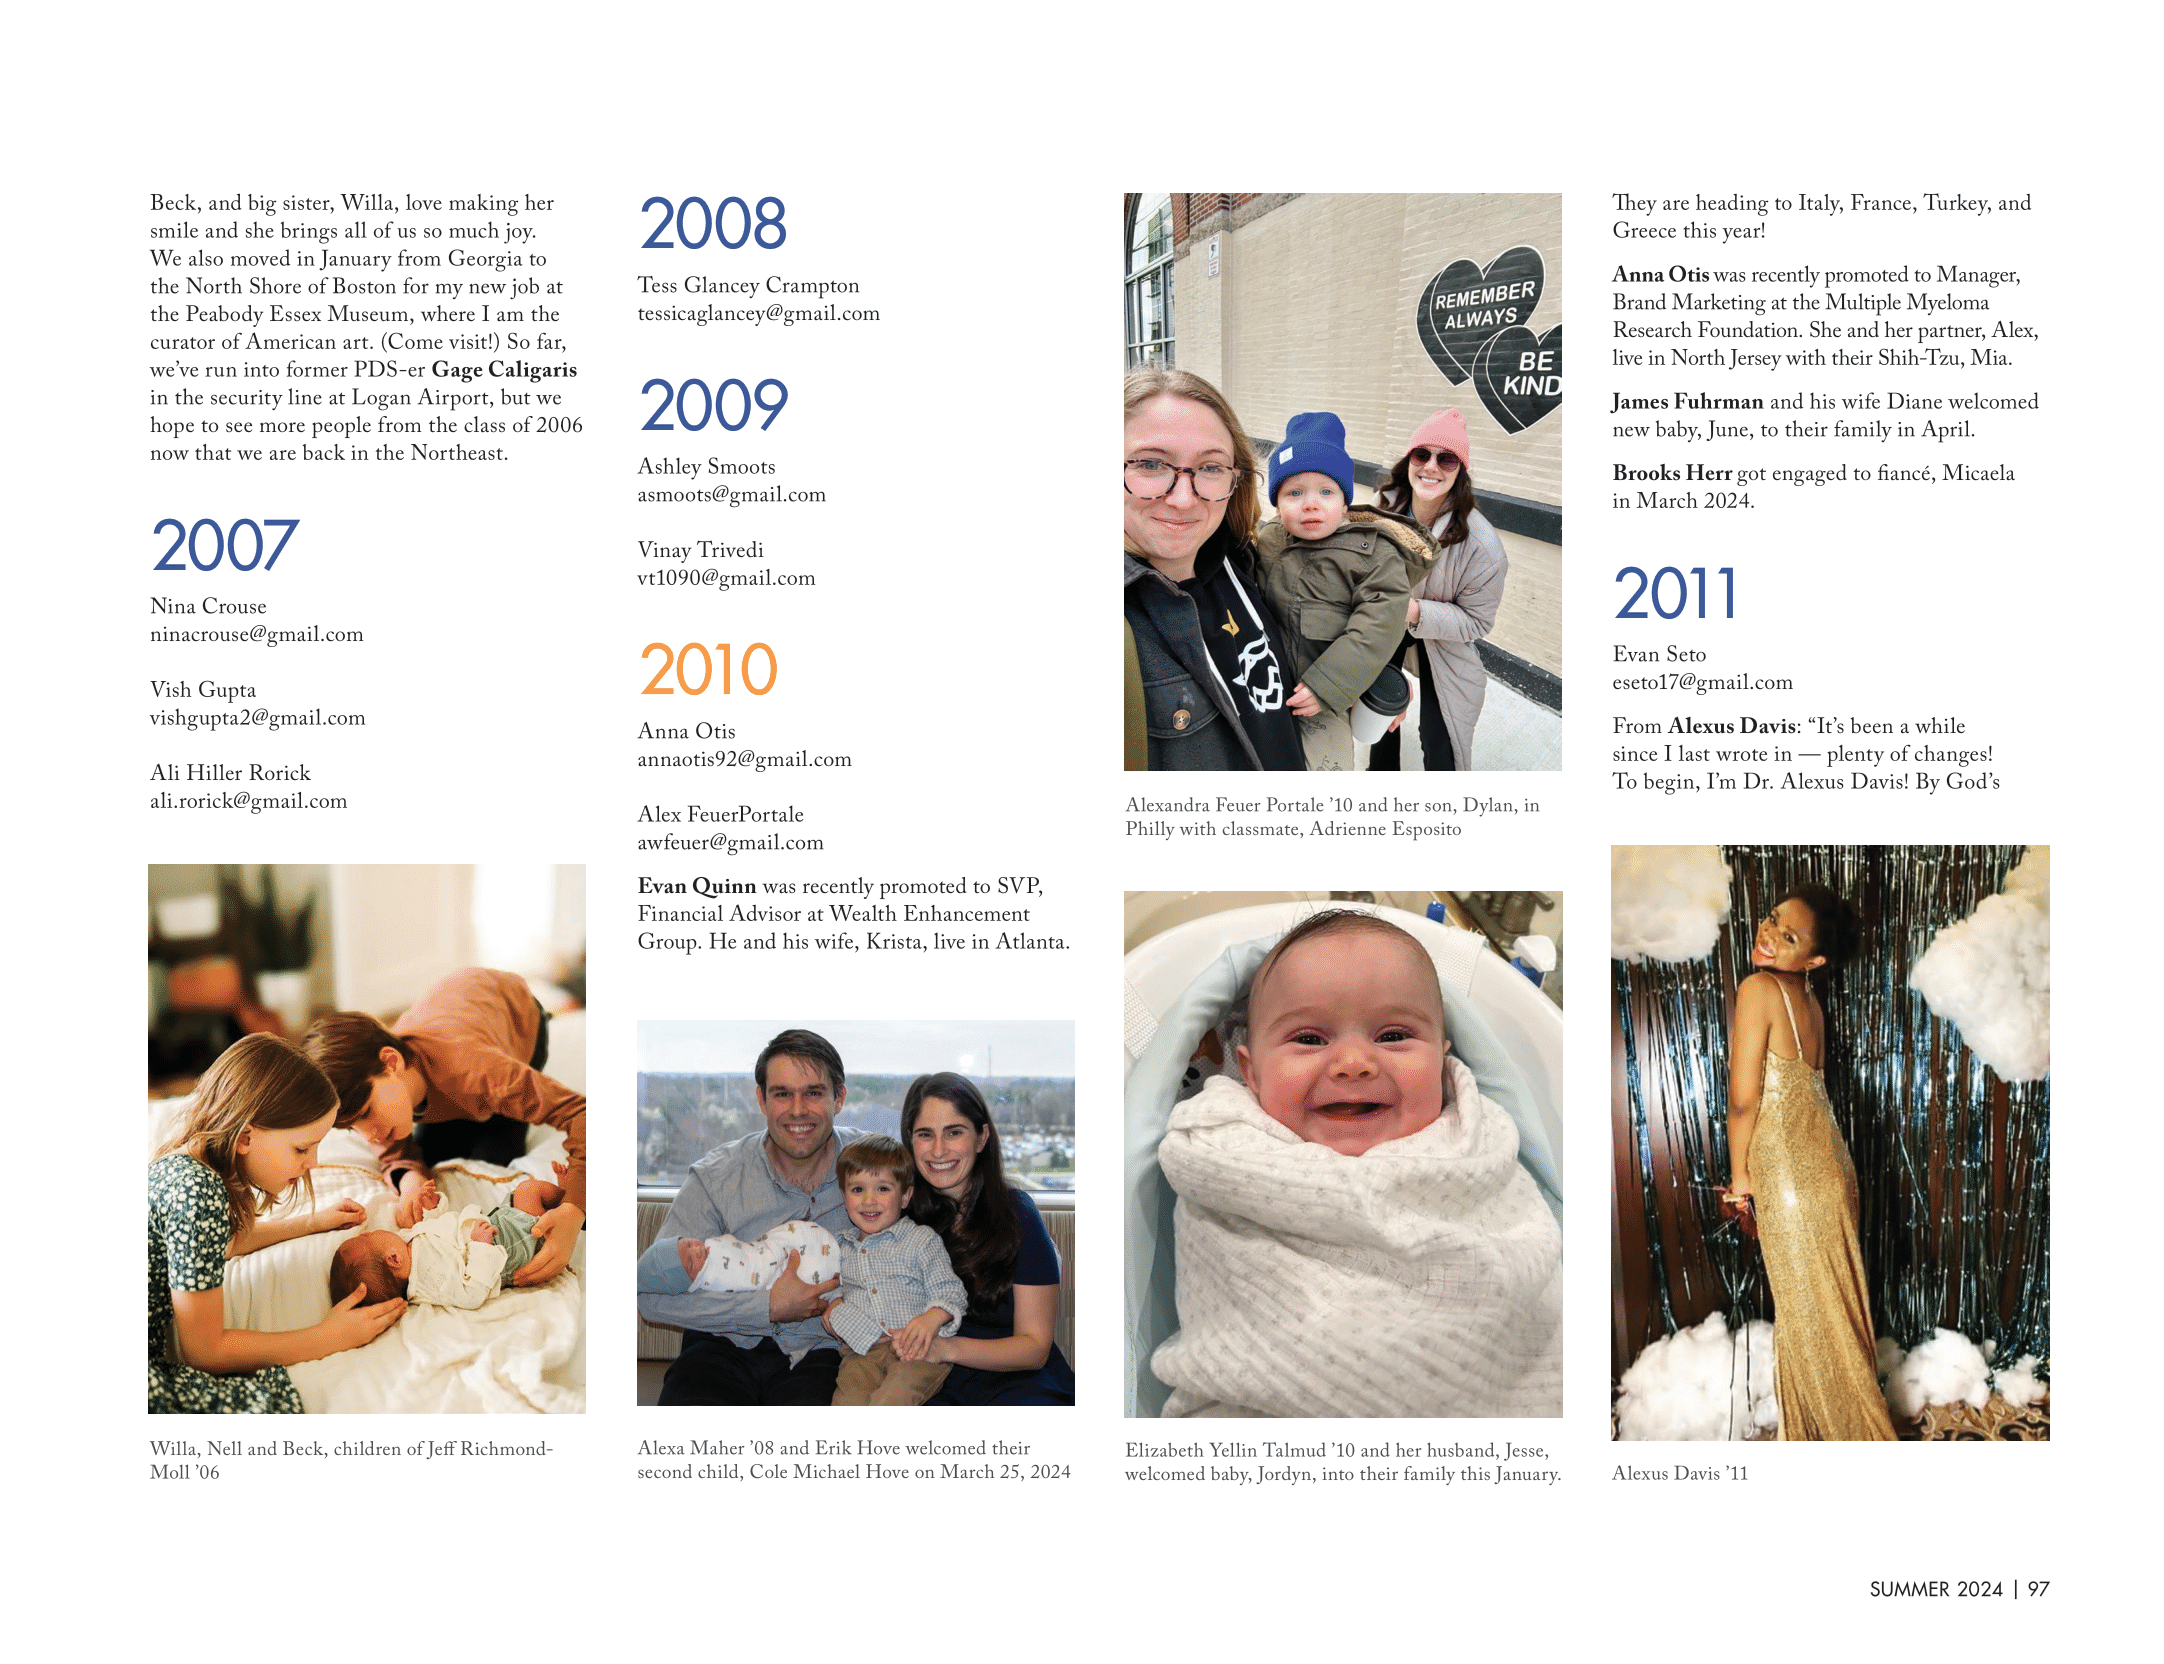 Beck, and big sister, Willa, love making her
smile and she brings all of us so much joy.
We also moved in January from Georgia to
the North Shore of Boston for my new job at
the Peabody Essex Museum, where I am the
curator of American art. (Come visit!) So far,
we've run into former PDS-er Gage Caligaris
in the security line at Logan Airport, but we
hope to see more people from the class of 2006
now that we are back in the Northeast.
2007
Nina Crouse
ninacrouse@gmail.com
Vish Gupta
vishgupta2@gmail.com
Ali Hiller Rorick
ali.rorick@gmail.com
Willa, Nell and Beck, children of Jeff Richmond-
Moll ’06
2008
Tess Glancey Crampton
tessicaglancey@gmail.com
2009
Ashley Smoots
asmoots@gmail.com
Vinay Trivedi
vt1090@gmail.com
2010
Anna Otis
annaotis92@gmail.com
Alex FeuerPortale
awfeuer@gmail.com
Evan Quinn was recently promoted to SVP,
Financial Advisor at Wealth Enhancement
Group. He and his wife, Krista, live in Atlanta.
Alexa Maher ’08 and Erik Hove welcomed their
second child, Cole Michael Hove on March 25, 2024
REMEMBER
ALWAYS
BE
KIND
Alexandra Feuer Portale ’10 and her son, Dylan, in
Philly with classmate, Adrienne Esposito
Elizabeth Yellin Talmud ’10 and her husband, Jesse,
welcomed baby, Jordyn, into their family this January.
They are heading to Italy, France, Turkey, and
Greece this year!
Anna Otis was recently promoted to Manager,
Brand Marketing at the Multiple Myeloma
Research Foundation. She and her partner, Alex,
live in North Jersey with their Shih-Tzu, Mia.
James Fuhrman and his wife Diane welcomed
new baby, June, to their family in April.
Brooks Herr got engaged to fiancé, Micaela
in March 2024.
2011
Evan Seto
eseto17@gmail.com
From Alexus Davis: “It’s been a while
since I last wrote in — plenty of changes!
To begin, I’m Dr. Alexus Davis! By God’s
Alexus Davis ’11
SUMMER 2024 | 97